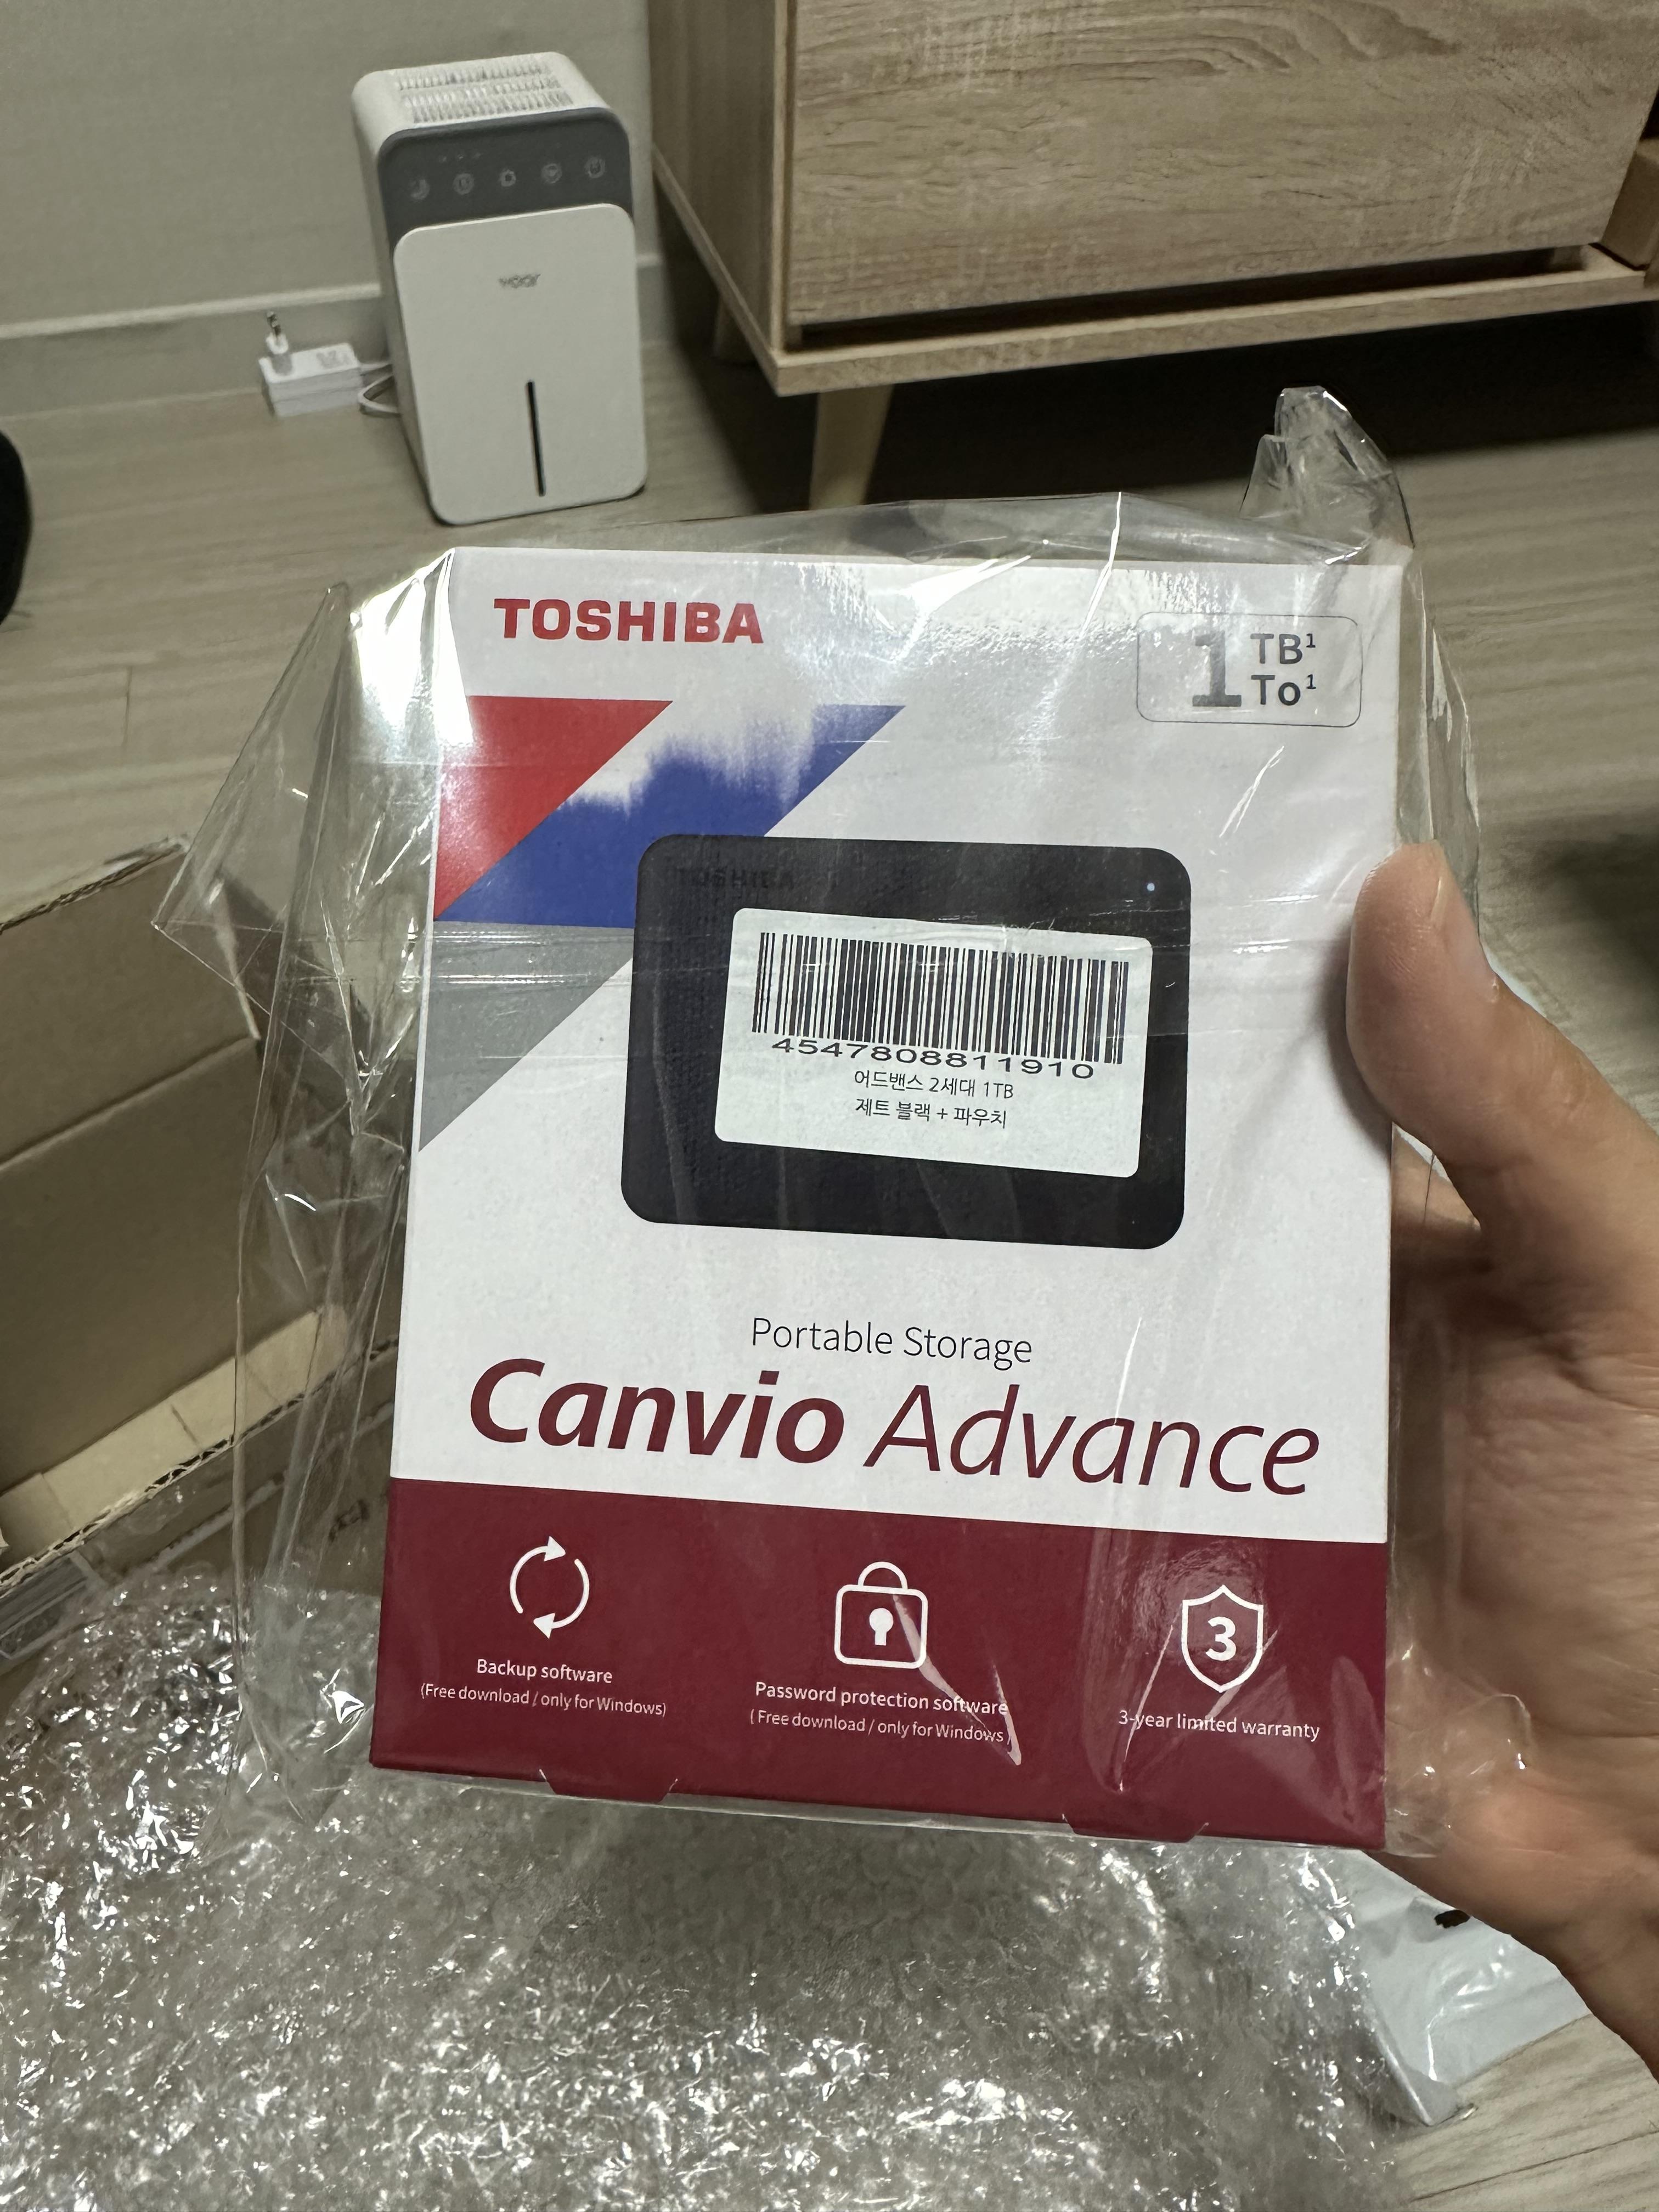 TOSHIBA
1 TB¹
To¹
TOSHIBA
4547808811910
어드밴스 2세대 1TB
제트 블랙 + 파우치
Portable Storage
Canvio Advance
Backup software
(Free download / only for Windows)
Password protection software
( Free download / only for Windows)
3
3-year limited warranty